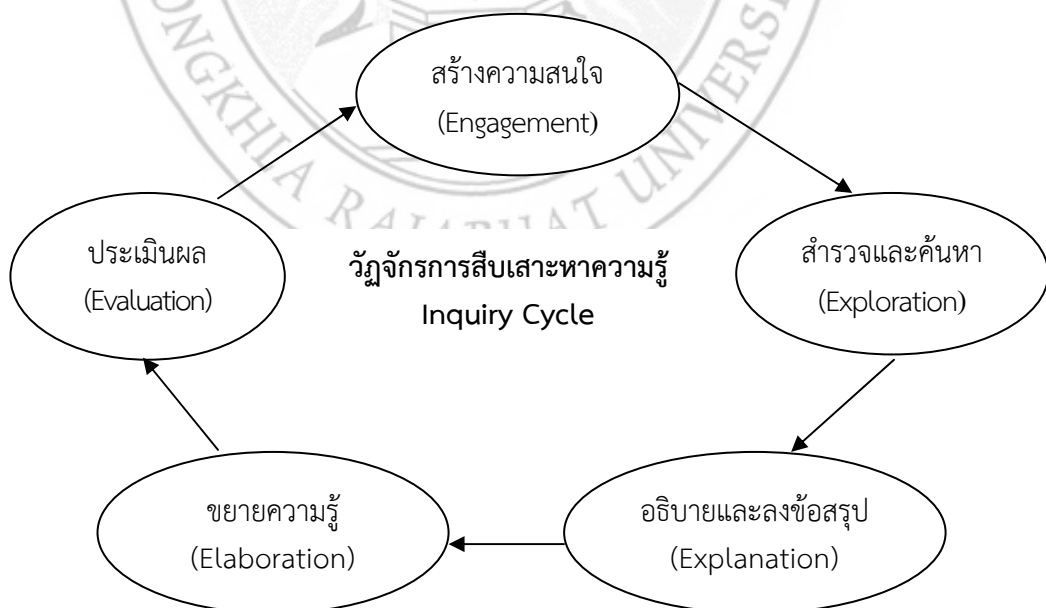 สร้างความสนใจ
(Engagement)
ประเมินผล
(Evaluation)
วัฏจักรการสืบเสาะหาความรู้
Inquiry Cycle
สำรวจและค้นหา
(Exploration)
ขยายความรู้
(Elaboration)
อธิบายและลงข้อสรุป
(Explanation)
ONGKHLA RAJABHAT UNIVERSI